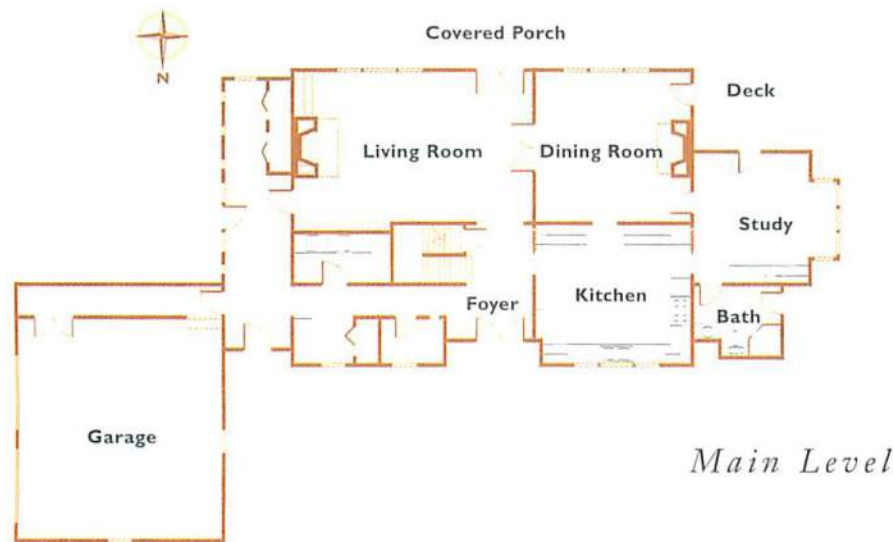 Covered Porch
N
Deck
Living Room
Dining Room
Study
Foyer
Kitchen
Bath
Garage
Main Level